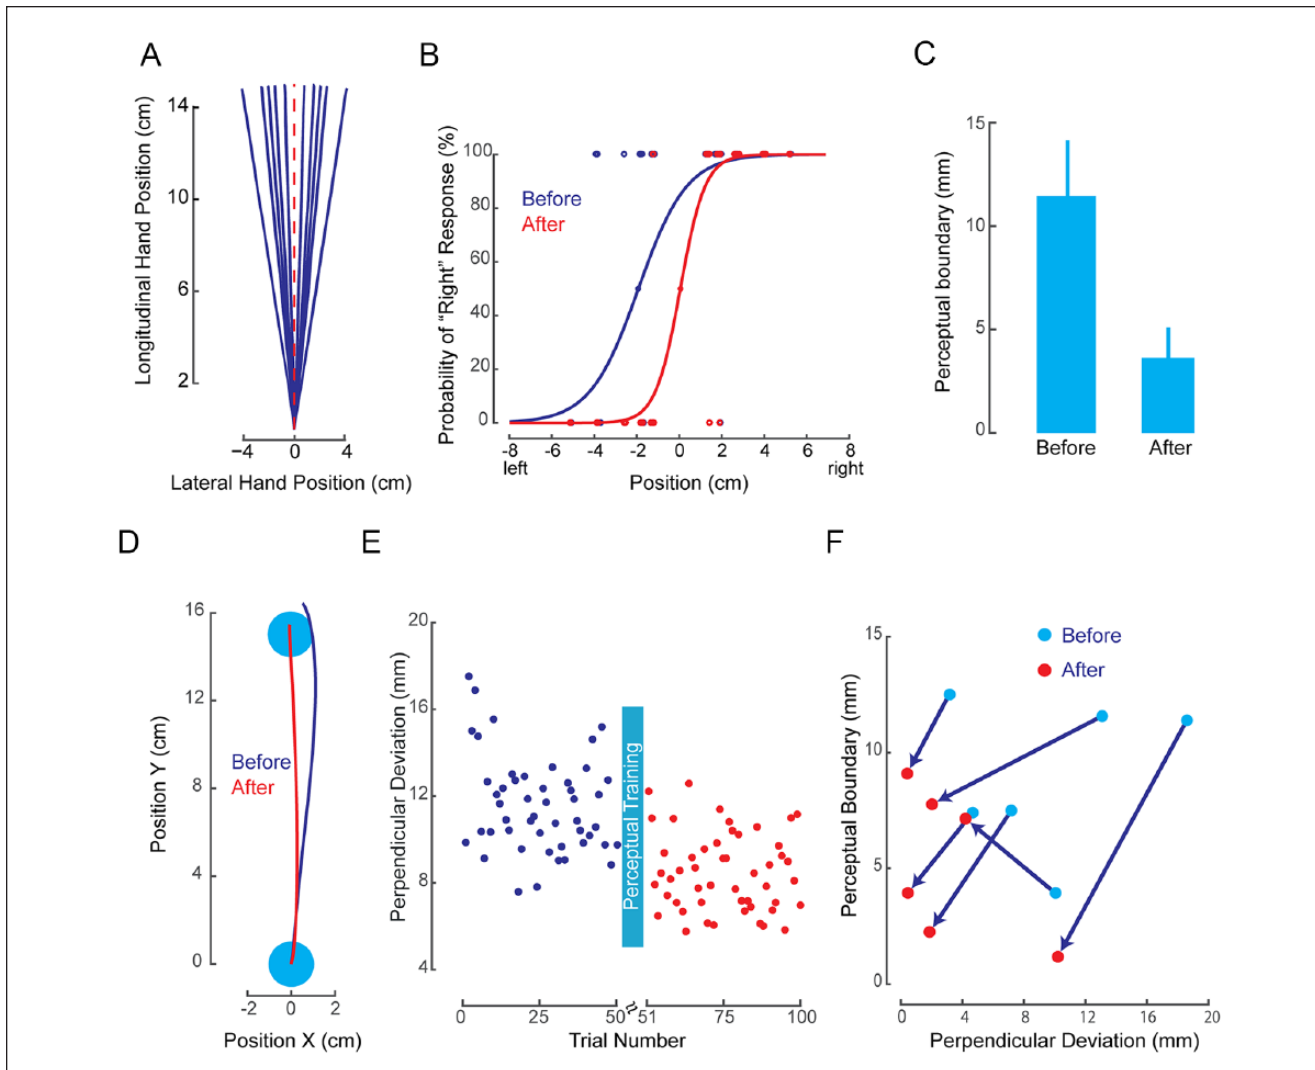 A
Longitudinal Hand Position (cm)
14
10
6
2
−4 0 4
Lateral Hand Position (cm)
B
Probability of “Right” Response (%)
100
80
60
40
20
0
Before
After
-8 -6 -4 -2 0 2 4 6 8
left right
Position (cm)
C
Perceptual boundary (mm)
15
10
5
0
Before After
D
Position Y (cm)
16
12
8
4
0
Before
After
-2 0 2
Position X (cm)
E
Perpendicular Deviation (mm)
20
16
12
8
4
Perceptual Training
0 25 50 51 75 100
Trial Number
F
Perceptual Boundary (mm)
15
10
5
0
Before
After
0 4 8 12 16 20
Perpendicular Deviation (mm)